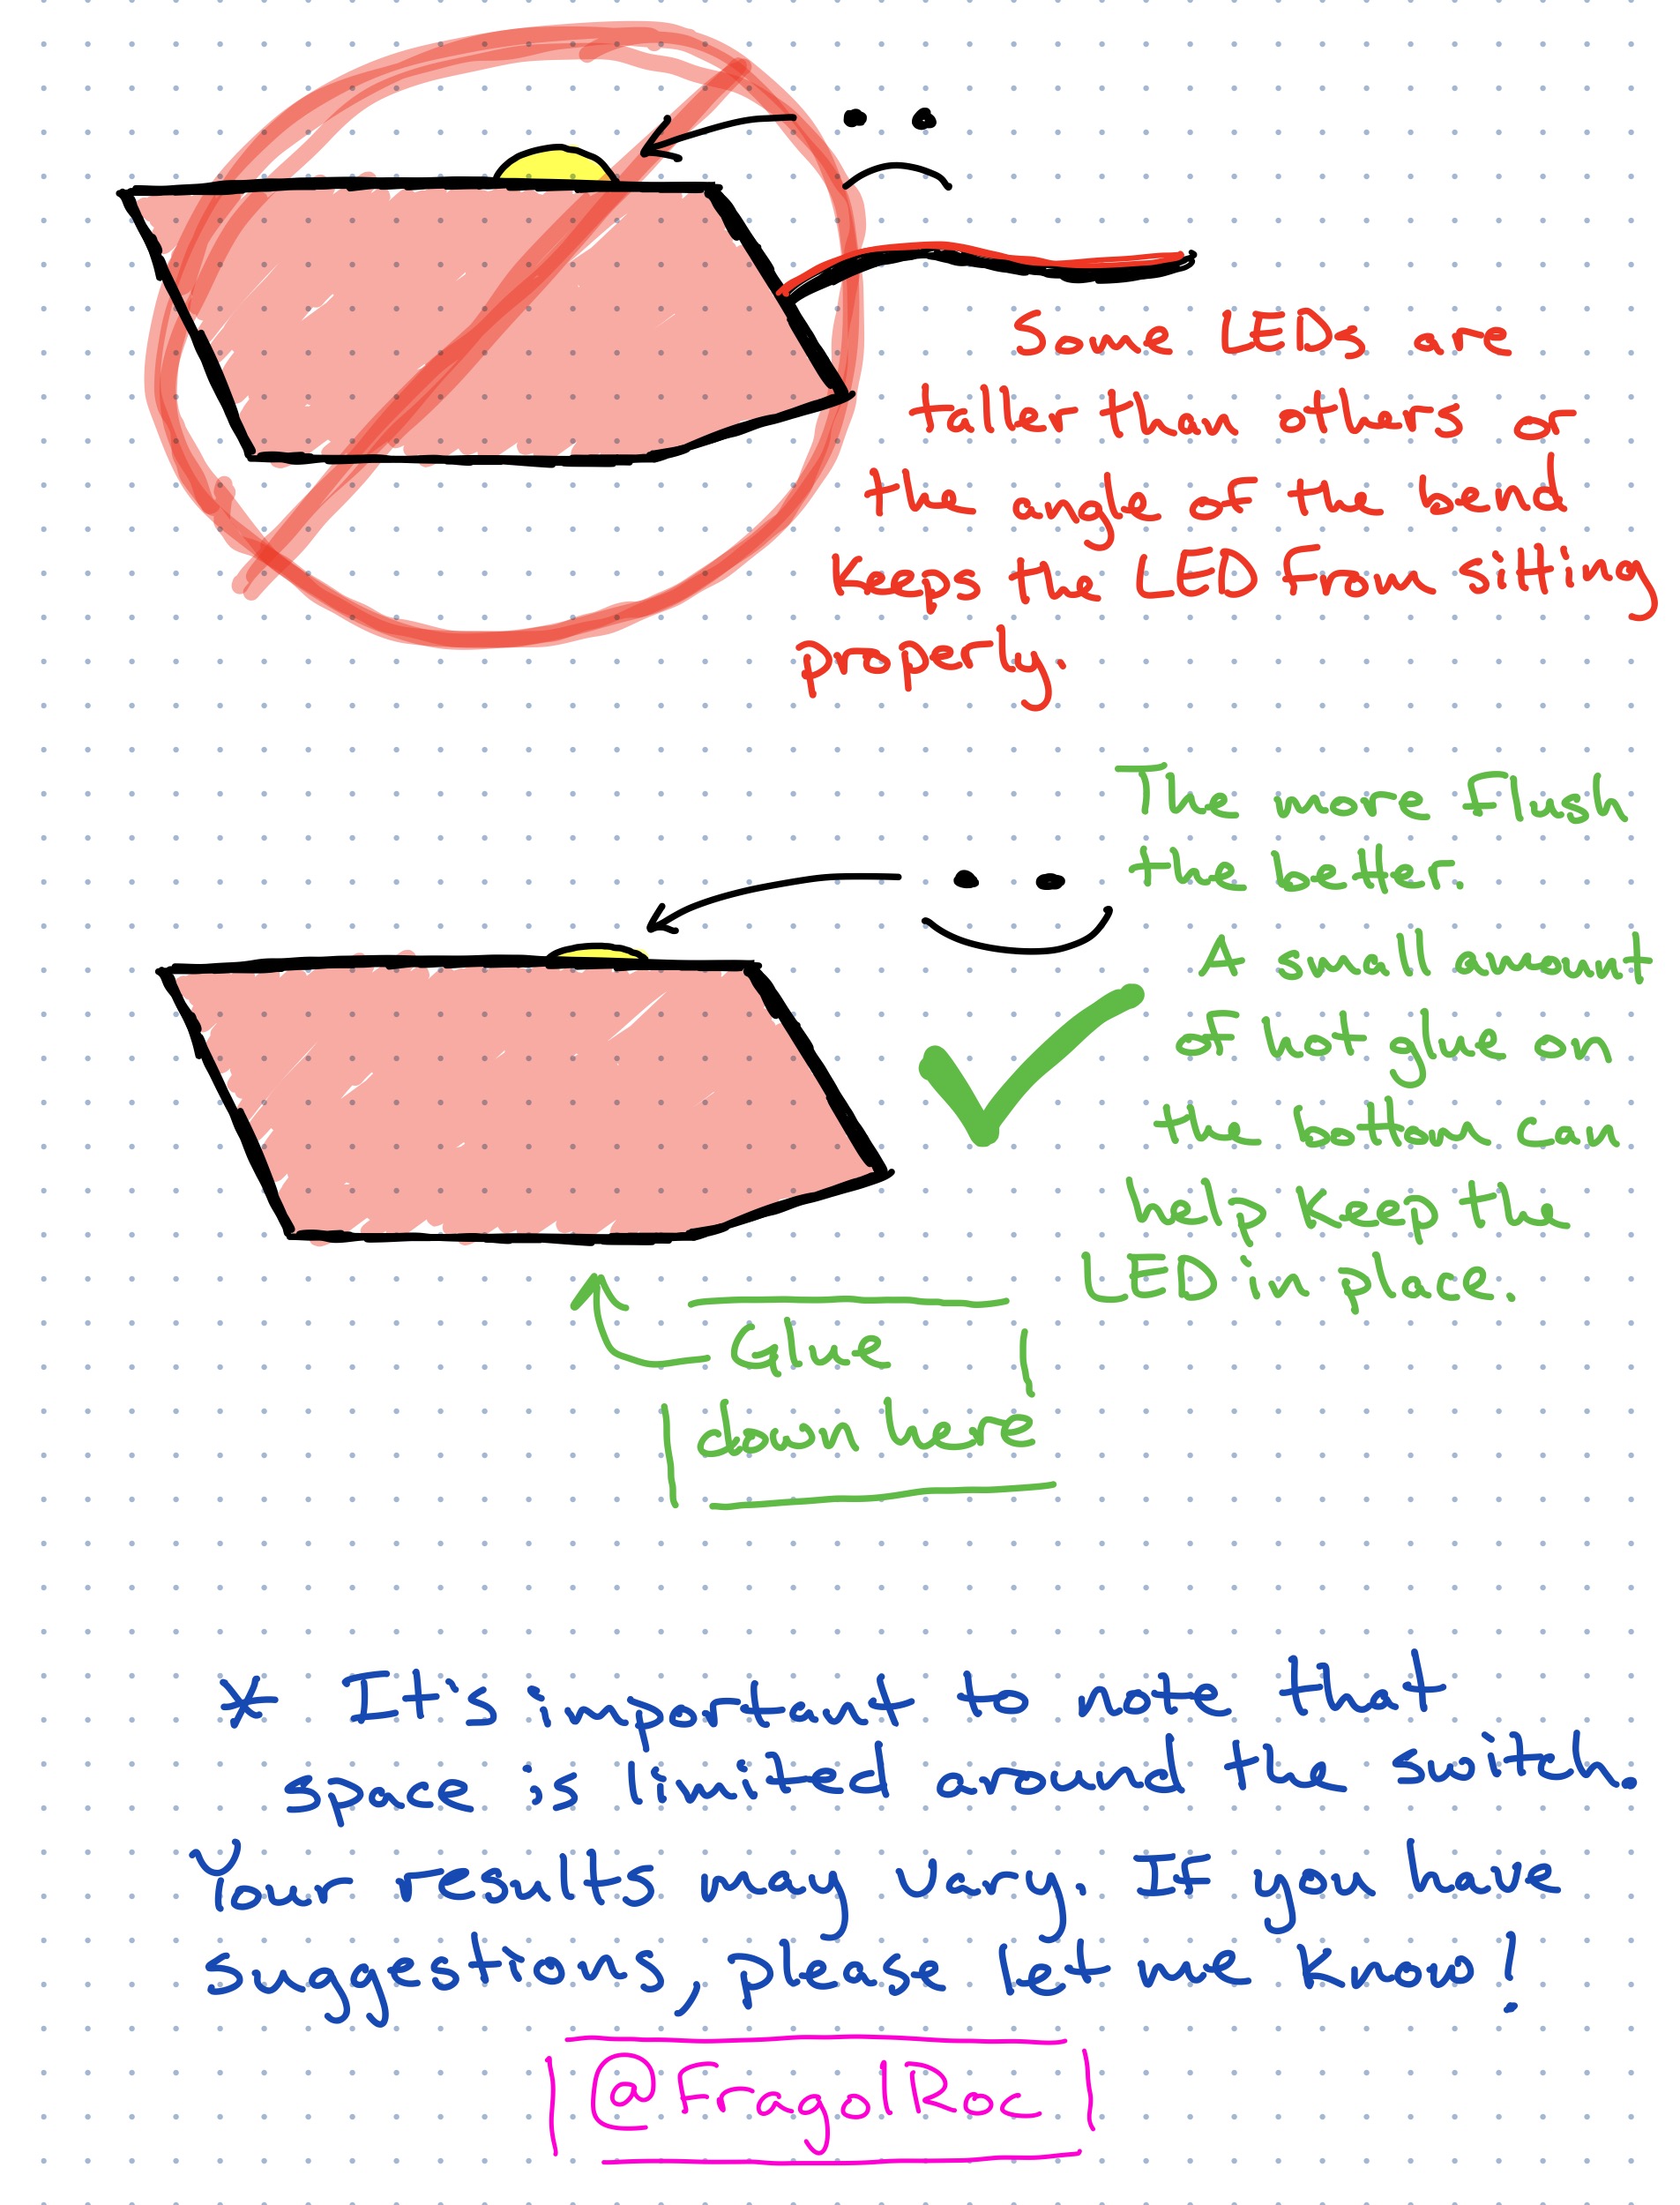 Some LEDs are
taller than others or
the angle of the bend
keeps the LED from sitting
properly.
The more flush
the better.
A small amount
of hot glue on
the bottom can
help keep the
LED in place.
Glue
down here
* It's important to note that
space is limited around the switch.
Your results may vary. If you have
suggestions, please let me know!
@FragolRoc